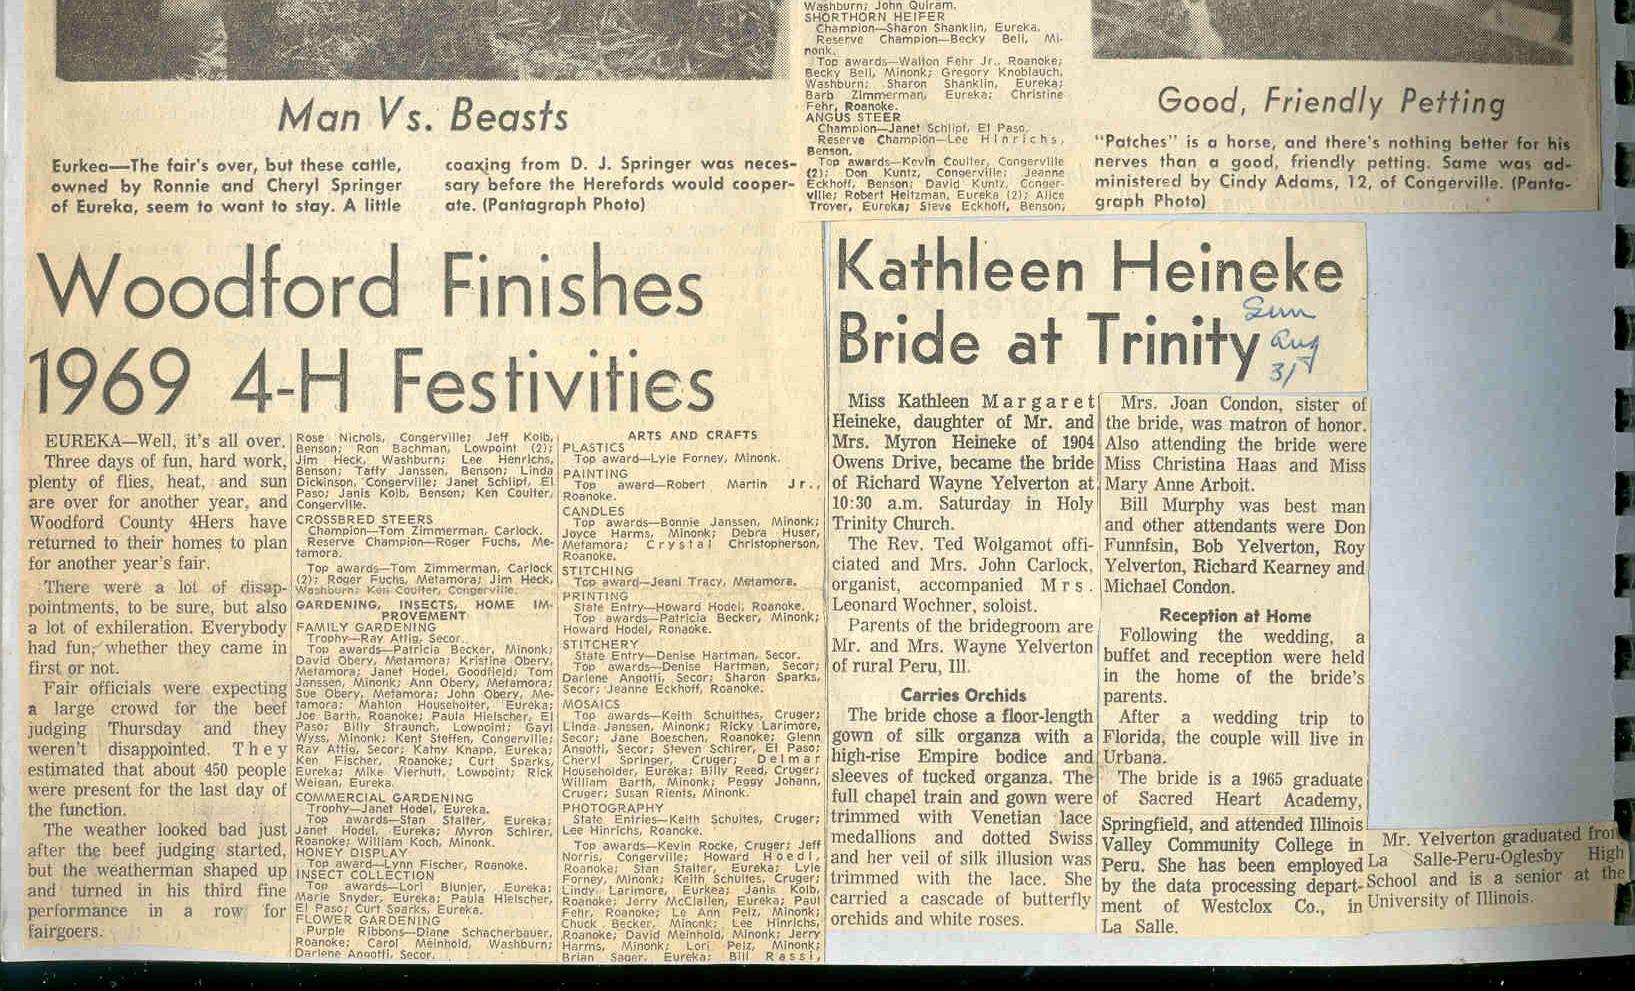 Man Vs. Beasts
Eurkea—The fair's over, but these cattle,
owned by Ronnie and Cheryl Springer
of Eureka, seem to want to stay. A little
coaxing from D. J. Springer was neces-
sary before the Herefords would cooper-
ate. (Pantagraph Photo)
Washburn; John Quiram.
SHORTHORN HEIFER
Champion—Sharon Shanklin, Eureka.
Reserve Champion—Becky Bell, Mi-
nonk.
Top awards—Walton Fehr Jr., Roanoke;
Becky Bell, Minonk; Gregory Knoblauch,
Washburn; Sharon Shanklin, Eureka;
Barb Zimmerman, Eureka; Christine
Fehr, Roanoke.
ANGUS STEER
Champion—Janet Schlipf, El Paso.
Reserve Champion—Lee Hinrichs,
Benson.
Top awards—Kevin Coulter, Congerville
(2); Don Kuntz, Congerville; Jeanne
Eckhoff, Benson; David Kuntz, Conger-
ville; Robert Heitzman, Eureka (2); Alice
Troyer, Eureka; Steve Eckhoff, Benson;
Good, Friendly Petting
"Patches" is a horse, and there's nothing better for his
nerves than a good, friendly petting. Same was ad-
ministered by Cindy Adams, 12, of Congerville. (Panta-
graph Photo)
Woodford Finishes
1969 4-H Festivities
EUREKA—Well, it's all over.
Three days of fun, hard work,
plenty of flies, heat, and sun
are over for another year, and
Woodford County 4Hers have
returned to their homes to plan
for another year's fair.
There were a lot of disap-
pointments, to be sure, but also
a lot of exhileration. Everybody
had fun, whether they came in
first or not.
Fair officials were expecting
a large crowd for the beef
judging Thursday and they
weren't disappointed. They
estimated that about 450 people
were present for the last day of
the function.
The weather looked bad just
after the beef judging started,
but the weatherman shaped up
and turned in his third fine
performance in a row for
fairgoers.
Rose Nichols, Congerville; Jeff Kolb,
Benson; Ron Bachman, Lowpoint (2);
Jim Heck, Washburn; Lee Henrichs,
Benson; Taffy Janssen, Benson; Linda
Dickinson, Congerville; Janet Schlipf, El
Paso; Janis Kolb, Benson; Ken Coulter,
Congerville.
CROSSBRED STEERS
Champion—Tom Zimmerman, Carlock.
Reserve Champion—Roger Fuchs, Me-
tamora.
Top awards—Tom Zimmerman, Carlock
(2); Roger Fuchs, Metamora; Jim Heck,
Washburn; Ken Coulter, Congerville.
GARDENING, INSECTS, HOME IM-
PROVEMENT
FAMILY GARDENING
Trophy—Ray Attig, Secor.
Top awards—Patricia Becker, Minonk;
David Obery, Metamora; Kristina Obery,
Metamora; Janet Hodel, Goodfield; Tom
Janssen, Minonk; Ann Obery, Metamora;
Sue Obery, Metamora; John Obery, Me-
tamora; Mahlon Householter, Eureka;
Joe Barth, Roanoke; Paula Hielscher, El
Paso; Billy Straunch, Lowpoint; Gayl
Wyss, Minonk; Kent Steffen, Congerville;
Ray Attig, Secor; Kathy Knapp, Eureka;
Ken Fischer, Roanoke; Curt Sparks,
Eureka; Mike Vierhutt, Lowpoint; Rick
Weigan, Eureka.
COMMERCIAL GARDENING
Trophy—Janet Hodel, Eureka.
Top awards—Stan Stalter, Eureka;
Janet Hodel, Eureka; Myron Schirer,
Roanoke; William Koch, Minonk.
HONEY DISPLAY
Top award—Lynn Fischer, Roanoke.
INSECT COLLECTION
Top awards—Lori Blunier, Eureka;
Marie Snyder, Eureka; Paula Hielscher,
El Paso; Curt Sparks, Eureka.
FLOWER GARDENING
Purple Ribbons—Diane Schacherbauer,
Roanoke; Carol Meinhold, Washburn;
Darlene Angotti, Secor.
ARTS AND CRAFTS
PLASTICS
Top award—Lyle Forney, Minonk.
PAINTING
Top award—Robert Martin Jr.,
Roanoke.
CANDLES
Top awards—Bonnie Janssen, Minonk;
Joyce Harms, Minonk; Debra Huser,
Metamora; Crystal Christopherson,
Roanoke.
STITCHING
Top award—Jeani Tracy, Metamora.
PRINTING
State Entry—Howard Hodel, Roanoke.
Top awards—Patricia Becker, Minonk;
Howard Hodel, Ronaoke.
STITCHERY
State Entry—Denise Hartman, Secor.
Top awards—Denise Hartman, Secor;
Darlene Angotti, Secor; Sharon Sparks,
Secor; Jeanne Eckhoff, Roanoke.
MOSAICS
Top awards—Keith Schulthes, Cruger;
Linda Janssen, Minonk; Ricky Larimore,
Secor; Jane Boeschen, Roanoke; Glenn
Angotti, Secor; Steven Schirer, El Paso;
Cheryl Springer, Cruger; Delmar
Householder, Eureka; Billy Reed, Cruger;
William Barth, Minonk; Peggy Johann,
Cruger; Susan Rients, Minonk.
PHOTOGRAPHY
State Entries—Keith Schultes, Cruger;
Lee Hinrichs, Roanoke.
Top awards—Kevin Rocke, Cruger; Jeff
Norris, Congerville; Howard Hoedl,
Roanoke; Stan Stalter, Eureka; Lyle
Forney, Minonk; Keith Schultes, Cruger;
Lindy Larimore, Eurkea; Janis Kolb,
Roanoke; Jerry McClallen, Eureka; Paul
Fehr, Roanoke; Le Ann Pelz, Minonk;
Chuck Becker, Minonk; Lee Hinrichs,
Roanoke; David Meinhold, Minonk; Jerry
Harms, Minonk; Lori Pelz, Minonk;
Brian Sager, Eureka; Bill Rassi,
Kathleen Heineke
Bride at Trinity
Sun
Aug
31
Miss Kathleen Margaret
Heineke, daughter of Mr. and
Mrs. Myron Heineke of 1904
Owens Drive, became the bride
of Richard Wayne Yelverton at
10:30 a.m. Saturday in Holy
Trinity Church.
The Rev. Ted Wolgamot offi-
ciated and Mrs. John Carlock,
organist, accompanied Mrs.
Leonard Wochner, soloist.
Parents of the bridegroom are
Mr. and Mrs. Wayne Yelverton
of rural Peru, Ill.
Carries Orchids
The bride chose a floor-length
gown of silk organza with a
high-rise Empire bodice and
sleeves of tucked organza. The
full chapel train and gown were
trimmed with Venetian lace
medallions and dotted Swiss
and her veil of silk illusion was
trimmed with the lace. She
carried a cascade of butterfly
orchids and white roses.
Mrs. Joan Condon, sister of
the bride, was matron of honor.
Also attending the bride were
Miss Christina Haas and Miss
Mary Anne Arboit.
Bill Murphy was best man
and other attendants were Don
Funnfsin, Bob Yelverton, Roy
Yelverton, Richard Kearney and
Michael Condon.
Reception at Home
Following the wedding, a
buffet and reception were held
in the home of the bride's
parents.
After a wedding trip to
Florida, the couple will live in
Urbana.
The bride is a 1965 graduate
of Sacred Heart Academy,
Springfield, and attended Illinois
Valley Community College in
Peru. She has been employed
by the data processing depart-
ment of Westclox Co., in
La Salle.
Mr. Yelverton graduated from
La Salle-Peru-Oglesby High
School and is a senior at the
University of Illinois.